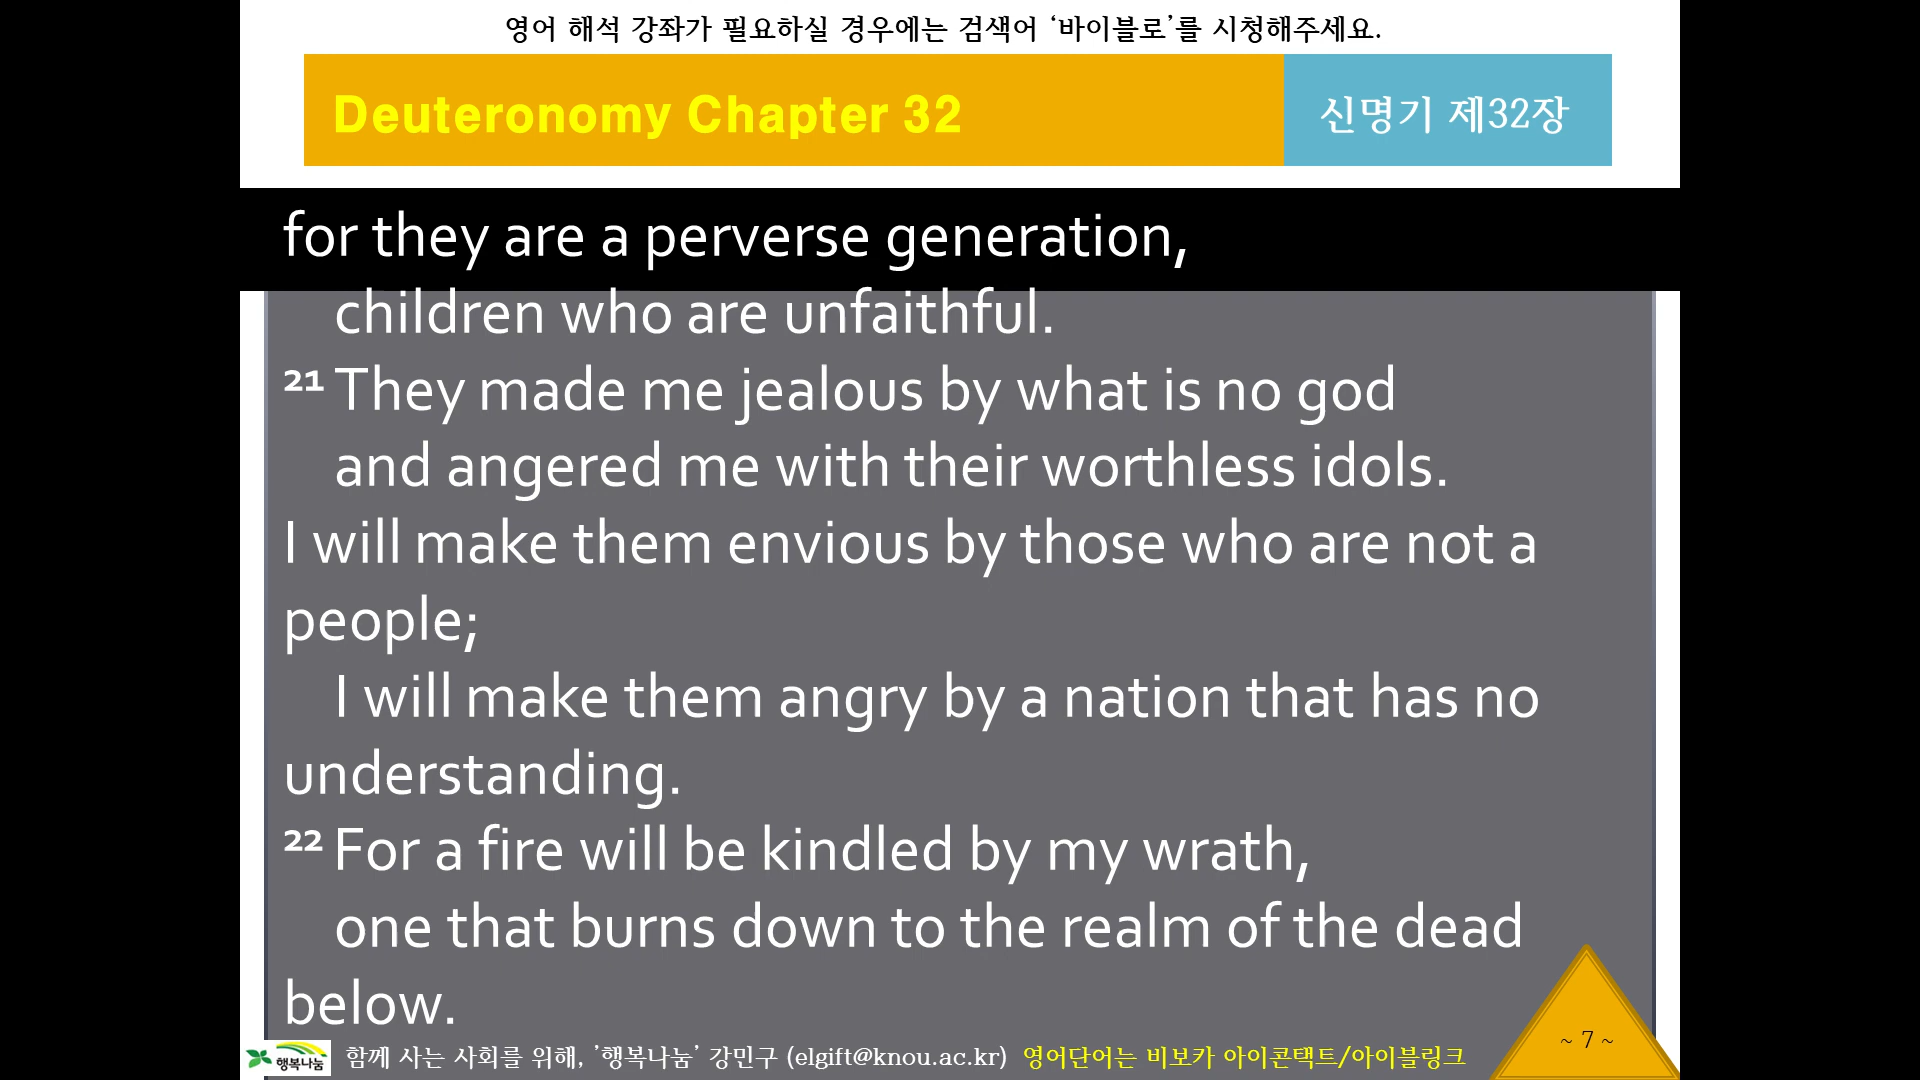 영어 해석 강좌가 필요하실 경우에는 검색어 ‘바이블로’를 시청해주세요.
Deuteronomy Chapter 32
신명기 제32장
for they are a perverse generation,
children who are unfaithful.
21 They made me jealous by what is no god
and angered me with their worthless idols.
I will make them envious by those who are not a
people;
I will make them angry by a nation that has no
understanding.
22 For a fire will be kindled by my wrath,
one that burns down to the realm of the dead
below.
~ 7 ~
행복나눔
함께 사는 사회를 위해, ’행복나눔’ 강민구 (elgift@knou.ac.kr) 영어단어는 비보카 아이콘택트/아이블링크